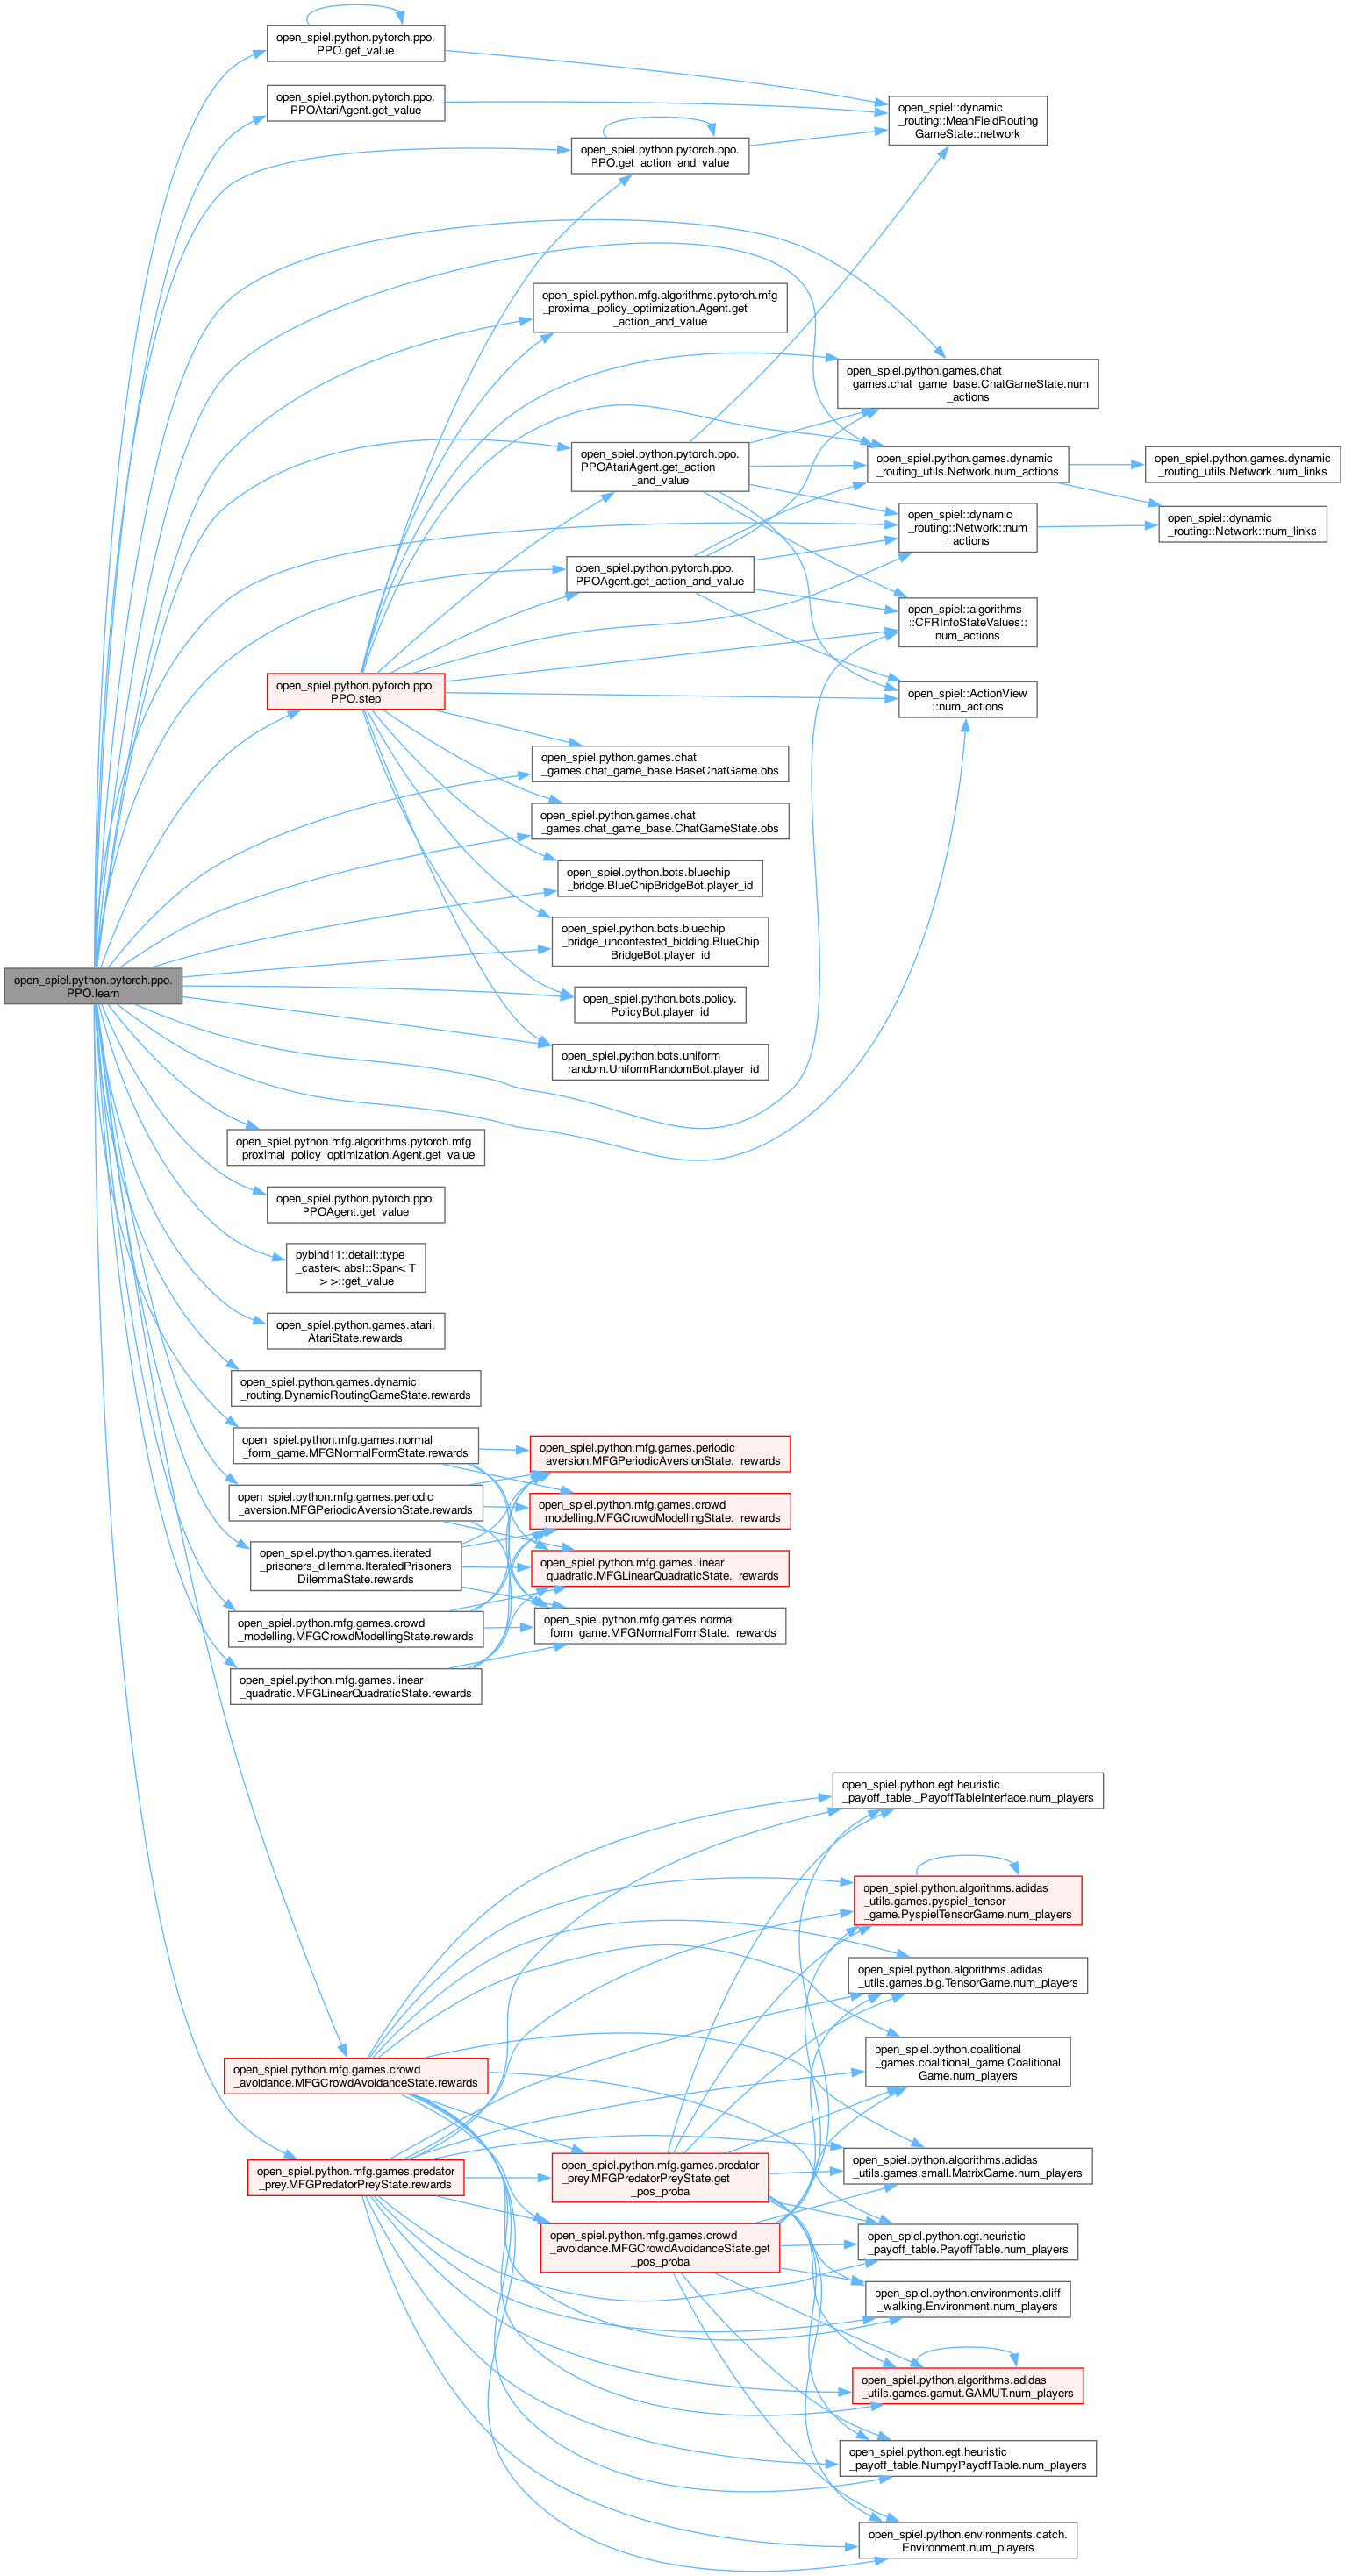 open_spiel.python.pytorch.ppo.
PPO.get_value
open_spiel.python.pytorch.ppo.
PPOAtariAgent.get_value
open_spiel::dynamic
_routing::MeanFieldRouting
GameState::network
open_spiel.python.pytorch.ppo.
PPO.get_action_and_value
open_spiel.python.mfg.algorithms.pytorch.mfg
_proximal_policy_optimization.Agent.get
_action_and_value
open_spiel.python.games.chat
_games.chat_game_base.ChatGameState.num
_actions
open_spiel.python.pytorch.ppo.
PPOAtariAgent.get_action
_and_value
open_spiel.python.games.dynamic
_routing_utils.Network.num_actions
open_spiel.python.games.dynamic
_routing_utils.Network.num_links
open_spiel::dynamic
_routing::Network::num
_actions
open_spiel::dynamic
_routing::Network::num_links
open_spiel.python.pytorch.ppo.
PPOAgent.get_action_and_value
open_spiel::algorithms
::CFRInfoStateValues::
num_actions
open_spiel.python.pytorch.ppo.
PPO.step
open_spiel::ActionView
::num_actions
open_spiel.python.games.chat
_games.chat_game_base.BaseChatGame.obs
open_spiel.python.games.chat
_games.chat_game_base.ChatGameState.obs
open_spiel.python.bots.bluechip
_bridge.BlueChipBridgeBot.player_id
open_spiel.python.bots.bluechip
_bridge_uncontested_bidding.BlueChip
BridgeBot.player_id
open_spiel.python.pytorch.ppo.
PPO.learn
open_spiel.python.bots.policy.
PolicyBot.player_id
open_spiel.python.bots.uniform
_random.UniformRandomBot.player_id
open_spiel.python.mfg.algorithms.pytorch.mfg
_proximal_policy_optimization.Agent.get_value
open_spiel.python.pytorch.ppo.
PPOAgent.get_value
pybind11::detail::type
_caster< absl::Span< T
> >::get_value
open_spiel.python.games.atari.
AtariState.rewards
open_spiel.python.games.dynamic
_routing.DynamicRoutingGameState.rewards
open_spiel.python.mfg.games.normal
_form_game.MFGNormalFormState.rewards
open_spiel.python.mfg.games.periodic
_aversion.MFGPeriodicAversionState._rewards
open_spiel.python.mfg.games.periodic
_aversion.MFGPeriodicAversionState.rewards
open_spiel.python.mfg.games.crowd
_modelling.MFGCrowdModellingState._rewards
open_spiel.python.games.iterated
_prisoners_dilemma.IteratedPrisoners
DilemmaState.rewards
open_spiel.python.mfg.games.linear
_quadratic.MFGLinearQuadraticState._rewards
open_spiel.python.mfg.games.crowd
_modelling.MFGCrowdModellingState.rewards
open_spiel.python.mfg.games.normal
_form_game.MFGNormalFormState._rewards
open_spiel.python.mfg.games.linear
_quadratic.MFGLinearQuadraticState.rewards
open_spiel.python.egt.heuristic
_payoff_table._PayoffTableInterface.num_players
open_spiel.python.algorithms.adidas
_utils.games.pyspiel_tensor
_game.PyspielTensorGame.num_players
open_spiel.python.algorithms.adidas
_utils.games.big.TensorGame.num_players
open_spiel.python.coalitional
_games.coalitional_game.Coalitional
Game.num_players
open_spiel.python.mfg.games.crowd
_avoidance.MFGCrowdAvoidanceState.rewards
open_spiel.python.algorithms.adidas
_utils.games.small.MatrixGame.num_players
open_spiel.python.mfg.games.predator
_prey.MFGPredatorPreyState.rewards
open_spiel.python.mfg.games.predator
_prey.MFGPredatorPreyState.get
_pos_proba
open_spiel.python.egt.heuristic
_payoff_table.PayoffTable.num_players
open_spiel.python.mfg.games.crowd
_avoidance.MFGCrowdAvoidanceState.get
_pos_proba
open_spiel.python.environments.cliff
_walking.Environment.num_players
open_spiel.python.algorithms.adidas
_utils.games.gamut.GAMUT.num_players
open_spiel.python.egt.heuristic
_payoff_table.NumpyPayoffTable.num_players
open_spiel.python.environments.catch.
Environment.num_players